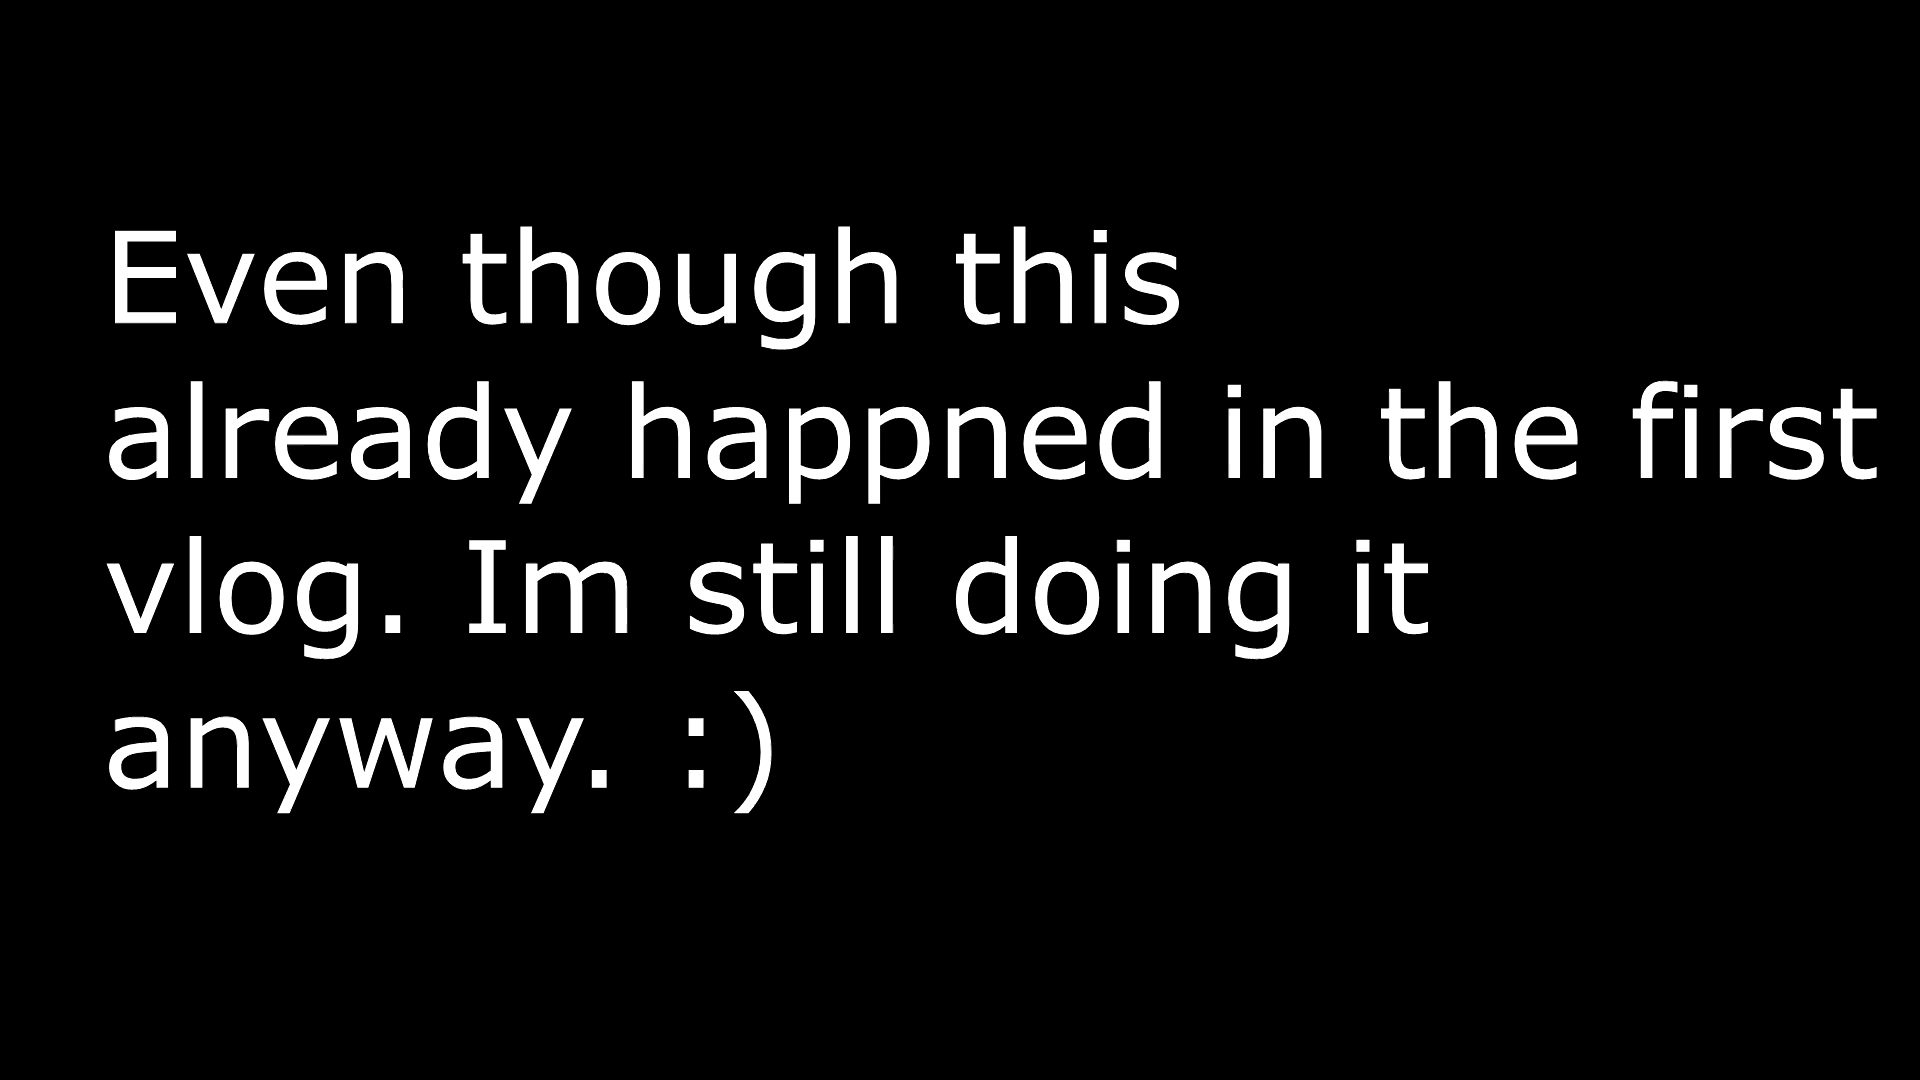 Even though this
already happned in the first
vlog. Im still doing it
anyway. :)